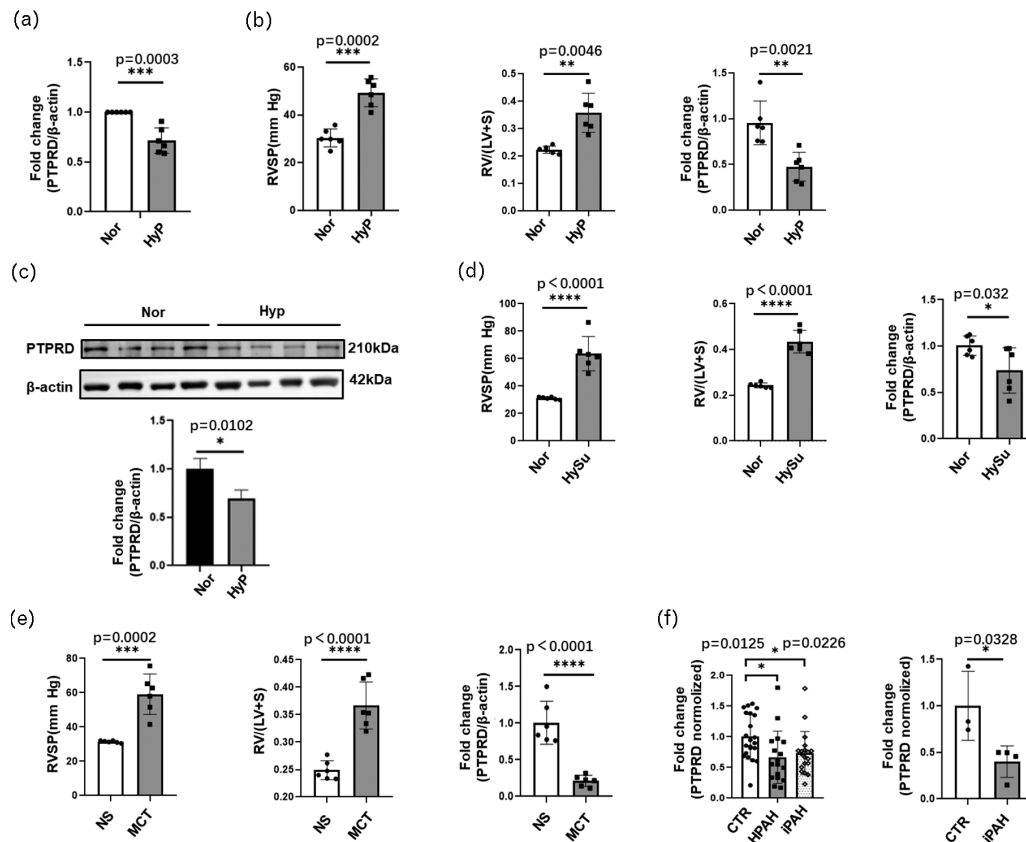 (a)
p=0.0003
***
Fold change
(PTPRD/β-actin)
1.5
1.0
0.5
0.0
Nor
HyP
(b)
p=0.0002
***
RVSP(mm Hg)
60
40
20
0
Nor
HyP
p=0.0046
**
RV/(LV+S)
0.5
0.4
0.3
0.2
0.1
0.0
Nor
HyP
p=0.0021
**
Fold change
(PTPRD/β-actin)
1.5
1.0
0.5
0.0
Nor
HyP
(c)
Nor
Hyp
PTPRD
210kDa
β-actin
42kDa
p=0.0102
*
Fold change
(PTPRD/β-actin)
1.5
1.0
0.5
0.0
Nor
HyP
(d)
p<0.0001
****
RVSP(mm Hg)
100
80
60
40
20
0
Nor
HySu
p<0.0001
****
RV/(LV+S)
0.6
0.4
0.2
0.0
Nor
HySu
p=0.032
*
Fold change
(PTPRD/β-actin)
1.5
1.0
0.5
0.0
Nor
HySu
(e)
p=0.0002
***
RVSP(mm Hg)
80
60
40
20
0
NS
MCT
p<0.0001
****
RV/(LV+S)
0.45
0.40
0.35
0.30
0.25
0.20
NS
MCT
p<0.0001
****
Fold change
(PTPRD/β-actin)
2.0
1.5
1.0
0.5
0.0
NS
MCT
(f)
p=0.0125
p=0.0226
*
*
Fold change
(PTPRD normolized)
2.0
1.5
1.0
0.5
0.0
CTR
HPAH
iPAH
p=0.0328
*
Fold change
(PTPRD normolized)
1.5
1.0
0.5
0.0
CTR
iPAH